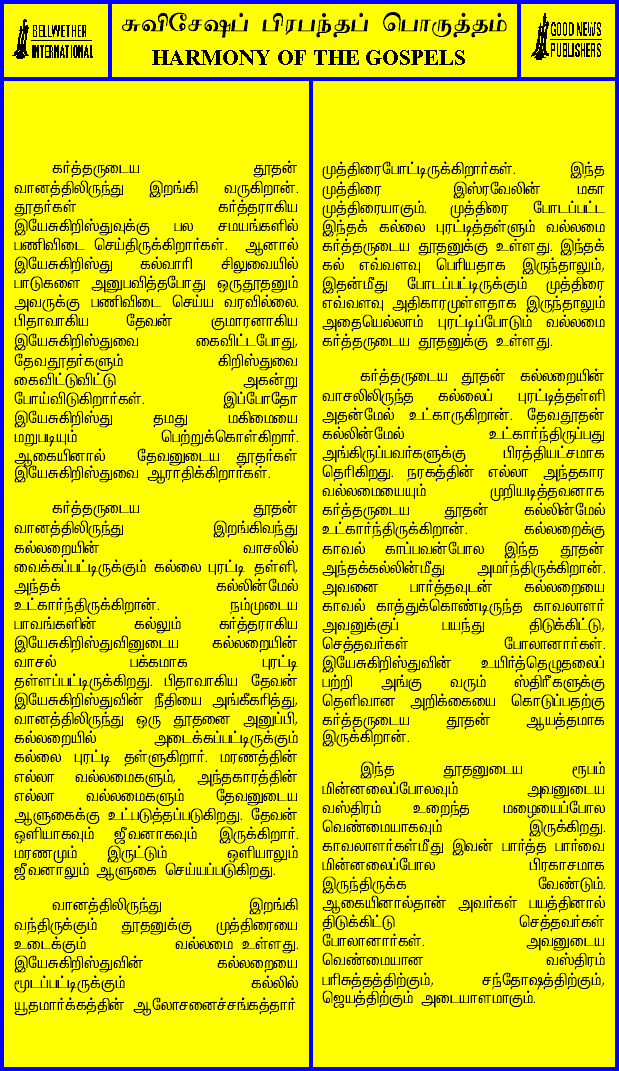 BELLWETHER
INTERNATIONAL
சுவிசேஷப் பிரபந்தப் பொருத்தம்
HARMONY OF THE GOSPELS
GOOD NEWS
PUBLISHERS
கர்த்தருடைய தூதன்
வானத்திலிருந்து இறங்கி வருகிறான்.
தூதர்கள் கர்த்தராகிய
இயேசுகிறிஸ்துவுக்கு பல சமயங்களில்
பணிவிடை செய்திருக்கிறார்கள். ஆனால்
இயேசுகிறிஸ்து கல்வாரி சிலுவையில்
பாடுகளை அனுபவித்தபோது ஒருதூதனும்
அவருக்கு பணிவிடை செய்ய வரவில்லை.
பிதாவாகிய தேவன் குமாரனாகிய
இயேசுகிறிஸ்துவை கைவிட்டபோது,
தேவதூதர்களும் கிறிஸ்துவை
கைவிட்டுவிட்டு அகன்று
போய்விடுகிறார்கள். இப்போதோ
இயேசுகிறிஸ்து தமது மகிமையை
மறுபடியும் பெற்றுக்கொள்கிறார்.
ஆகையினால் தேவனுடைய தூதர்கள்
இயேசுகிறிஸ்துவை ஆராதிக்கிறார்கள்.
கர்த்தருடைய தூதன்
வானத்திலிருந்து இறங்கிவந்து
கல்லறையின் வாசலில்
வைக்கப்பட்டிருக்கும் கல்லை புரட்டி தள்ளி,
அந்தக் கல்லின்மேல்
உட்கார்ந்திருக்கிறான். நம்முடைய
பாவங்களின் கல்லும் கர்த்தராகிய
இயேசுகிறிஸ்துவினுடைய கல்லறையின்
வாசல் பக்கமாக புரட்டி
தள்ளப்பட்டிருக்கிறது. பிதாவாகிய தேவன்
இயேசுகிறிஸ்துவின் நீதியை அங்கீகரித்து,
வானத்திலிருந்து ஒரு தூதனை அனுப்பி,
கல்லறையில் அடைக்கப்பட்டிருக்கும்
கல்லை புரட்டி தள்ளுகிறார். மரணத்தின்
எல்லா வல்லமைகளும், அந்தகாரத்தின்
எல்லா வல்லமைகளும் தேவனுடைய
ஆளுகைக்கு உட்படுத்தப்படுகிறது. தேவன்
ஒளியாகவும் ஜீவனாகவும் இருக்கிறார்.
மரணமும் இருட்டும் ஒளியாலும்
ஜீவனாலும் ஆளுகை செய்யப்படுகிறது.
வானத்திலிருந்து இறங்கி
வந்திருக்கும் தூதனுக்கு முத்திரையை
உடைக்கும் வல்லமை உள்ளது.
இயேசுகிறிஸ்துவின் கல்லறையை
மூடப்பட்டிருக்கும் கல்லில்
யூதமார்க்கத்தின் ஆலோசனைச்சங்கத்தார்
முத்திரைபோட்டிருக்கிறார்கள். இந்த
முத்திரை இஸ்ரவேலின் மகா
முத்திரையாகும். முத்திரை போடப்பட்ட
இந்தக் கல்லை புரட்டித்தள்ளும் வல்லமை
கர்த்தருடைய தூதனுக்கு உள்ளது. இந்தக்
கல் எவ்வளவு பெரியதாக இருந்தாலும்,
இதன்மீது போடப்பட்டிருக்கும் முத்திரை
எவ்வளவு அதிகாரமுள்ளதாக இருந்தாலும்
அதையெல்லாம் புரட்டிப்போடும் வல்லமை
கர்த்தருடைய தூதனுக்கு உள்ளது.
கர்த்தருடைய தூதன் கல்லறையின்
வாசலிலிருந்த கல்லைப் புரட்டித்தள்ளி
அதன்மேல் உட்காருகிறான். தேவதூதன்
கல்லின்மேல் உட்கார்ந்திருப்பது
அங்கிருப்பவர்களுக்கு பிரத்தியட்சமாக
தெரிகிறது. நரகத்தின் எல்லா அந்தகார
வல்லமையையும் முறியடித்தவனாக
கர்த்தருடைய தூதன் கல்லின்மேல்
உட்கார்ந்திருக்கிறான். கல்லறைக்கு
காவல் காப்பவன்போல இந்த தூதன்
அந்தக்கல்லின்மீது அமர்ந்திருக்கிறான்.
அவனை பார்த்தவுடன் கல்லறையை
காவல் காத்துக்கொண்டிருந்த காவலாளர்
அவனுக்குப் பயந்து திடுக்கிட்டு,
செத்தவர்கள் போலானார்கள்.
இயேசுகிறிஸ்துவின் உயிர்த்தெழுதலைப்
பற்றி அங்கு வரும் ஸ்திரீகளுக்கு
தெளிவான அறிக்கையை கொடுப்பதற்கு
கர்த்தருடைய தூதன் ஆயத்தமாக
இருக்கிறான்.
இந்த தூதனுடைய ரூபம்
மின்னலைப்போலவும் அவனுடைய
வஸ்திரம் உறைந்த மழையைப்போல
வெண்மையாகவும் இருக்கிறது.
காவலாளர்கள்மீது இவன் பார்த்த பார்வை
மின்னலைப்போல பிரகாசமாக
இருந்திருக்க வேண்டும்.
ஆகையினால்தான் அவர்கள் பயத்தினால்
திடுக்கிட்டு செத்தவர்கள்
போலானார்கள். அவனுடைய
வெண்மையான வஸ்திரம்
பரிசுத்தத்திற்கும், சந்தோஷத்திற்கும்,
ஜெயத்திற்கும் அடையாளமாகும்.